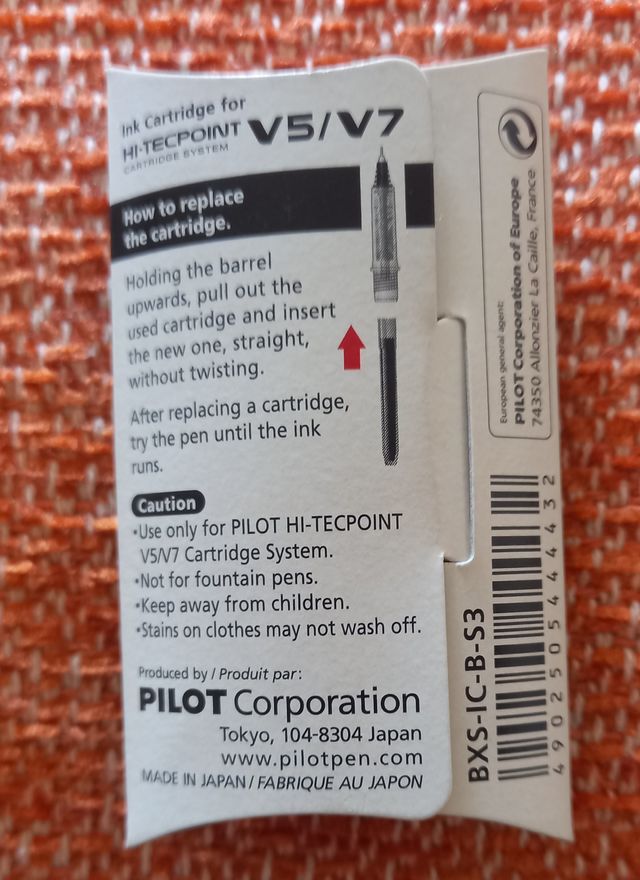 Ink Cartridge for
HI-TECPOINT V5/V7
CARTRIDGE SYSTEM
How to replace
the cartridge.
Holding the barrel
upwards, pull out the
used cartridge and insert
the new one, straight,
without twisting.
After replacing a cartridge,
try the pen until the ink
runs.
Caution
•Use only for PILOT HI-TECPOINT
V5/V7 Cartridge System.
•Not for fountain pens.
•Keep away from children.
•Stains on clothes may not wash off.
Produced by / Produit par:
PILOT Corporation
Tokyo, 104-8304 Japan
www.pilotpen.com
MADE IN JAPAN / FABRIQUE AU JAPON
European general agent:
PILOT Corporation of Europe
74350 Allonzier La Caille, France
BXS-IC-B-S3
4902505444432